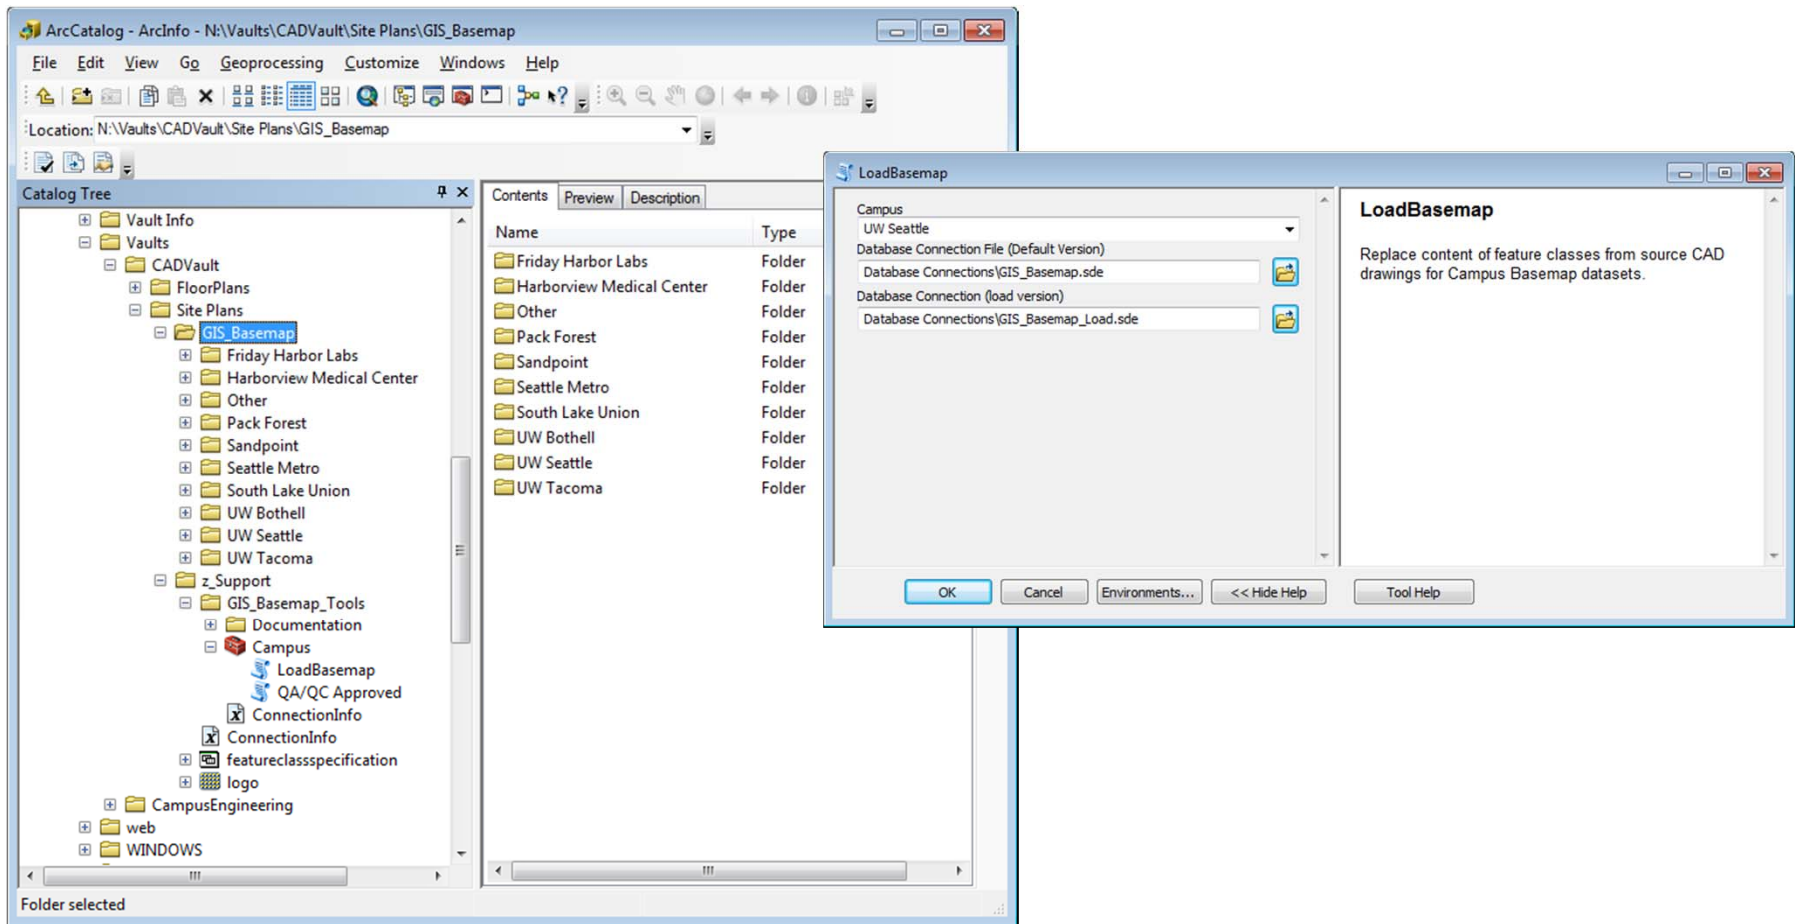 ArcCatalog - ArcInfo - N:\Vaults\CADVault\Site Plans\GIS_Basemap
File Edit View Go Geoprocessing Customize Windows Help
Location: N:\Vaults\CADVault\Site Plans\GIS_Basemap
Catalog Tree
Vault Info
Vaults
CADVault
FloorPlans
Site Plans
GIS_Basemap
Friday Harbor Labs
Harborview Medical Center
Other
Pack Forest
Sandpoint
Seattle Metro
South Lake Union
UW Bothell
UW Seattle
UW Tacoma
z_Support
GIS_Basemap_Tools
Documentation
Campus
LoadBasemap
QA/QC Approved
ConnectionInfo
ConnectionInfo
featureclassspecification
logo
CampusEngineering
web
WINDOWS
Folder selected
Contents Preview Description
Name Type
Friday Harbor Labs Folder
Harborview Medical Center Folder
Other Folder
Pack Forest Folder
Sandpoint Folder
Seattle Metro Folder
South Lake Union Folder
UW Bothell Folder
UW Seattle Folder
UW Tacoma Folder
LoadBasemap
Campus
UW Seattle
Database Connection File (Default Version)
Database Connections\GIS_Basemap.sde
Database Connection (load version)
Database Connections\GIS_Basemap_Load.sde
OK Cancel Environments... << Hide Help Tool Help
LoadBasemap
Replace content of feature classes from source CAD
drawings for Campus Basemap datasets.